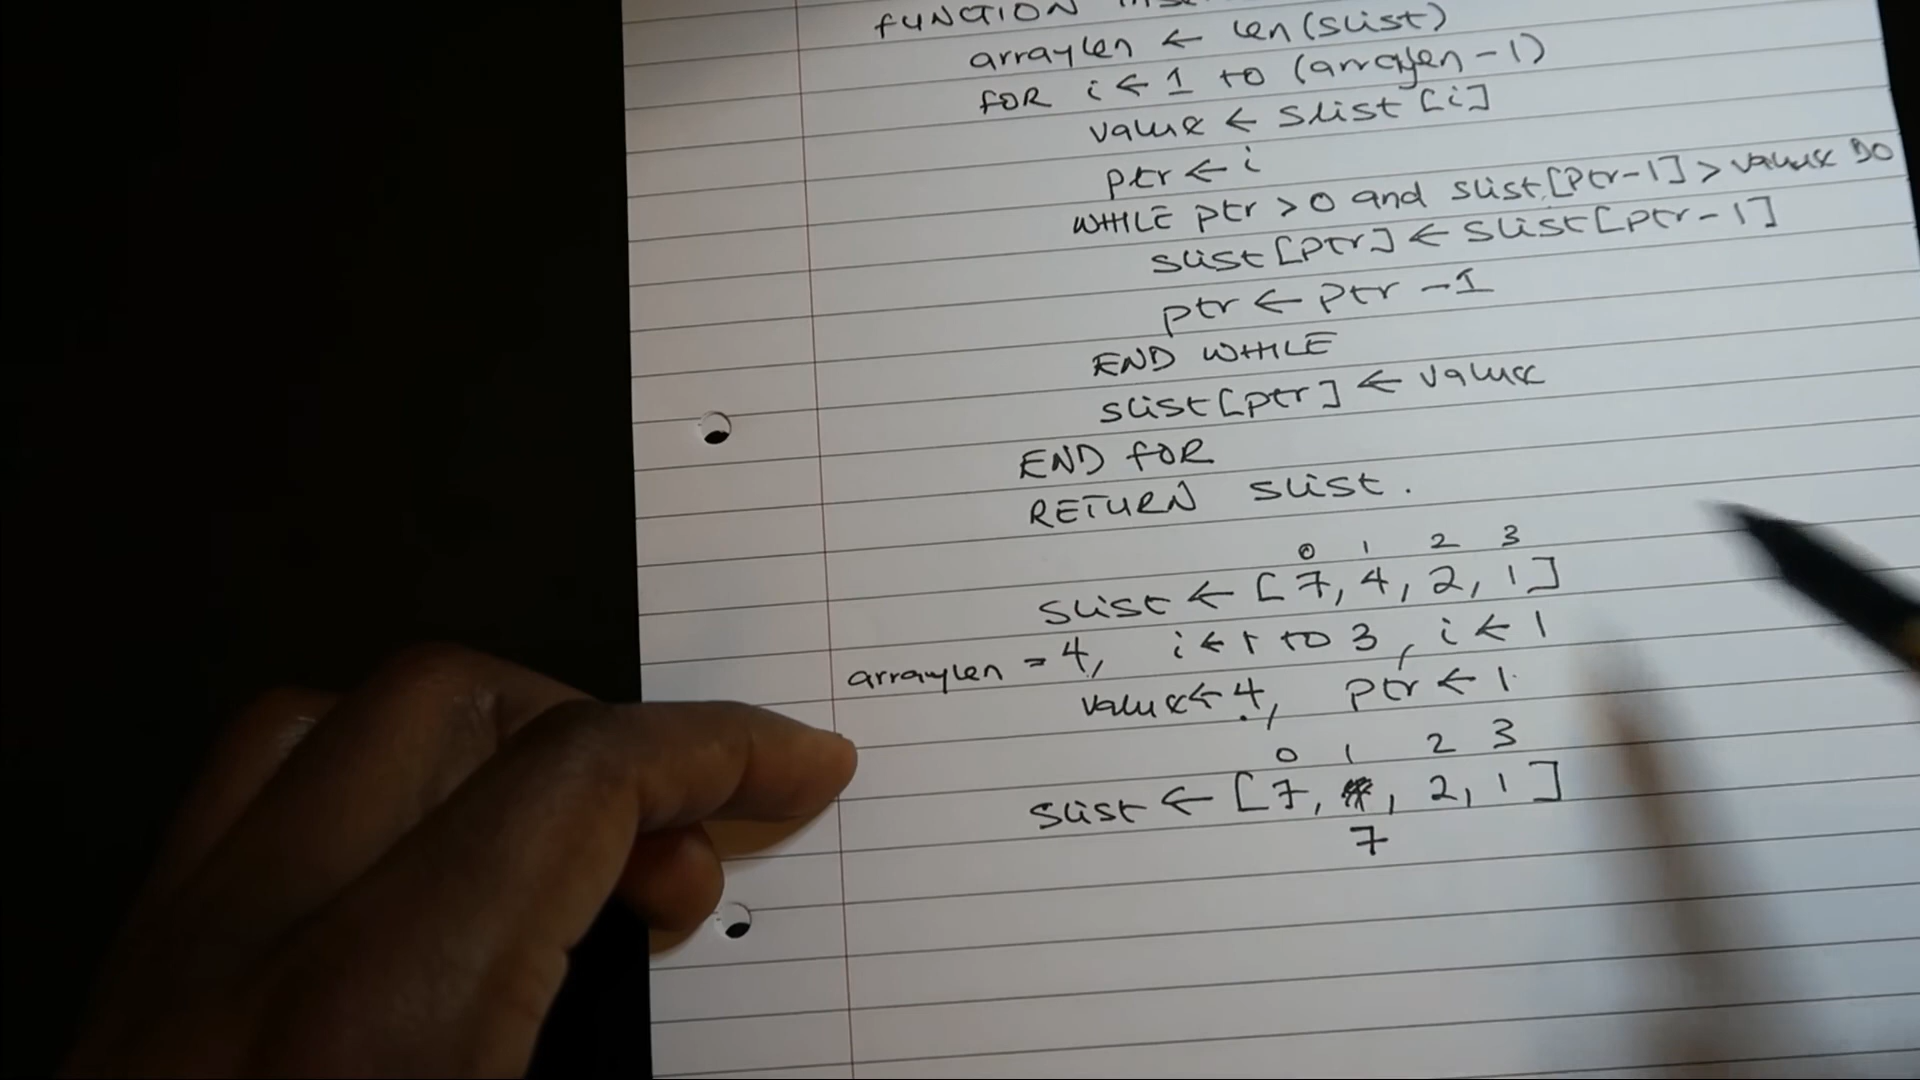 FUNCTION
arraylen ← len(slist)
FOR i ← 1 to (arraylen - 1)
value ← slist[i]
ptr ← i
WHILE ptr > 0 and slist[ptr-1] > value DO
slist[ptr] ← slist[ptr-1]
ptr ← ptr - 1
END WHILE
slist[ptr] ← value
END FOR
RETURN slist.
0 1 2 3
slist ← [7, 4, 2, 1]
arraylen = 4, i ← 1 to 3, i ← 1
value ← 4, ptr ← 1
0 1 2 3
slist ← [7, , 2, 1]
7